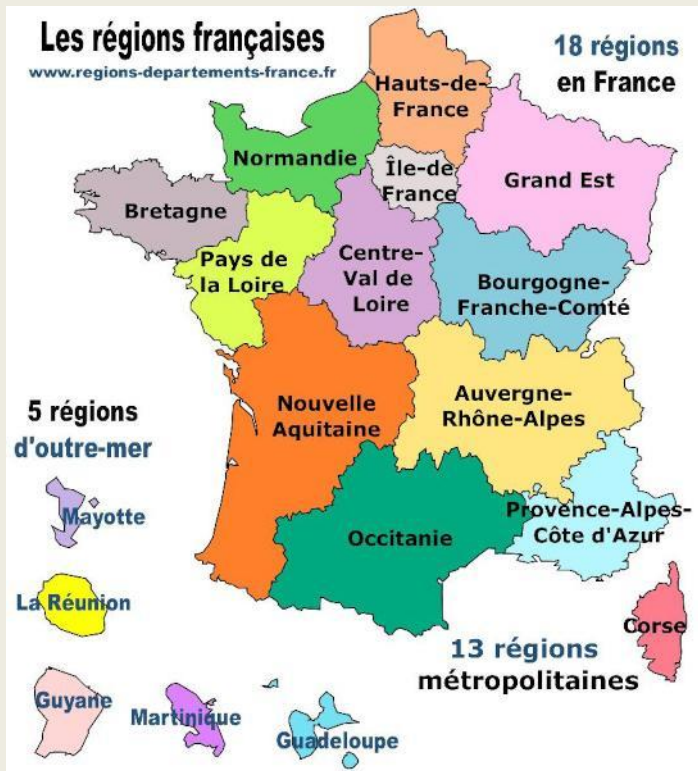 Les régions françaises
www.regions-departements-france.fr
18 régions
en France
Hauts-de-
France
Normandie
Île-de
France
Grand Est
Bretagne
Pays de
la Loire
Centre-
Val de
Loire
Bourgogne-
Franche-Comté
Nouvelle
Aquitaine
Auvergne-
Rhône-Alpes
5 régions
d'outre-mer
Mayotte
Occitanie
Provence-Alpes-
Côte d'Azur
La Réunion
Corse
13 régions
métropolitaines
Guyane
Martinique
Guadeloupe